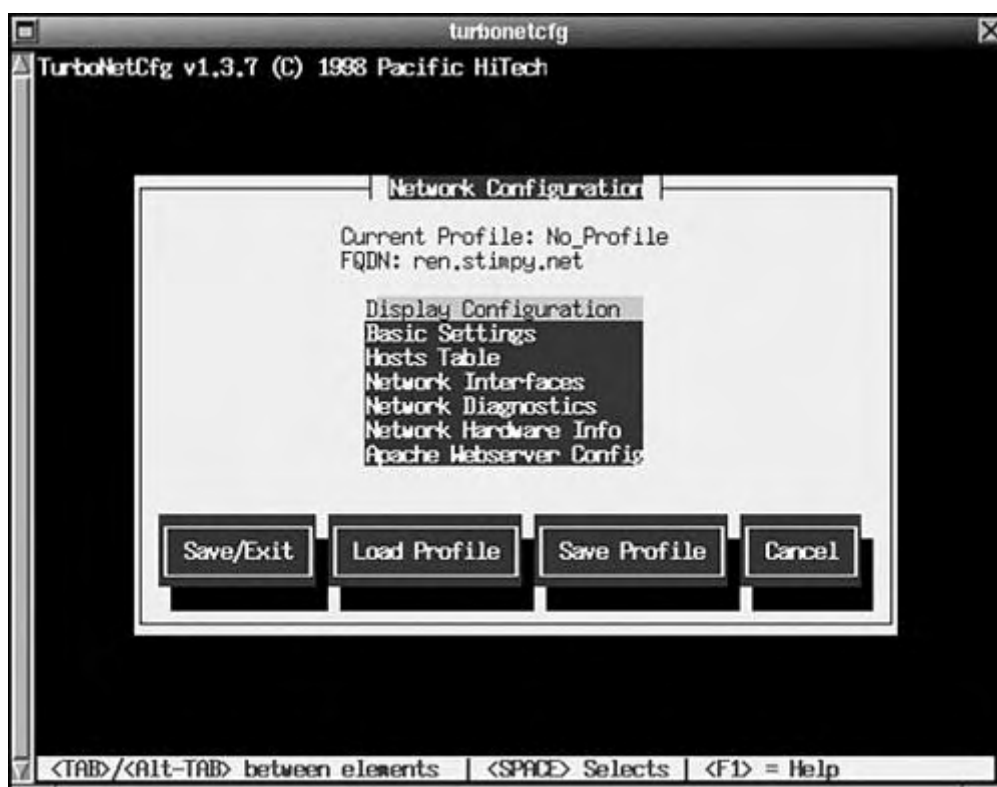 turbonetcfg
TurboNetCfg v1.3.7 (C) 1998 Pacific HiTech
Network Configuration
Current Profile: No_Profile
FQDN: ren.stimpy.net
Display Configuration
Basic Settings
Hosts Table
Network Interfaces
Network Diagnostics
Network Hardware Info
Apache Webserver Config
Save/Exit Load Profile Save Profile Cancel
<TAB>/<Alt-TAB> between elements | <SPACE> Selects | <F1> = Help